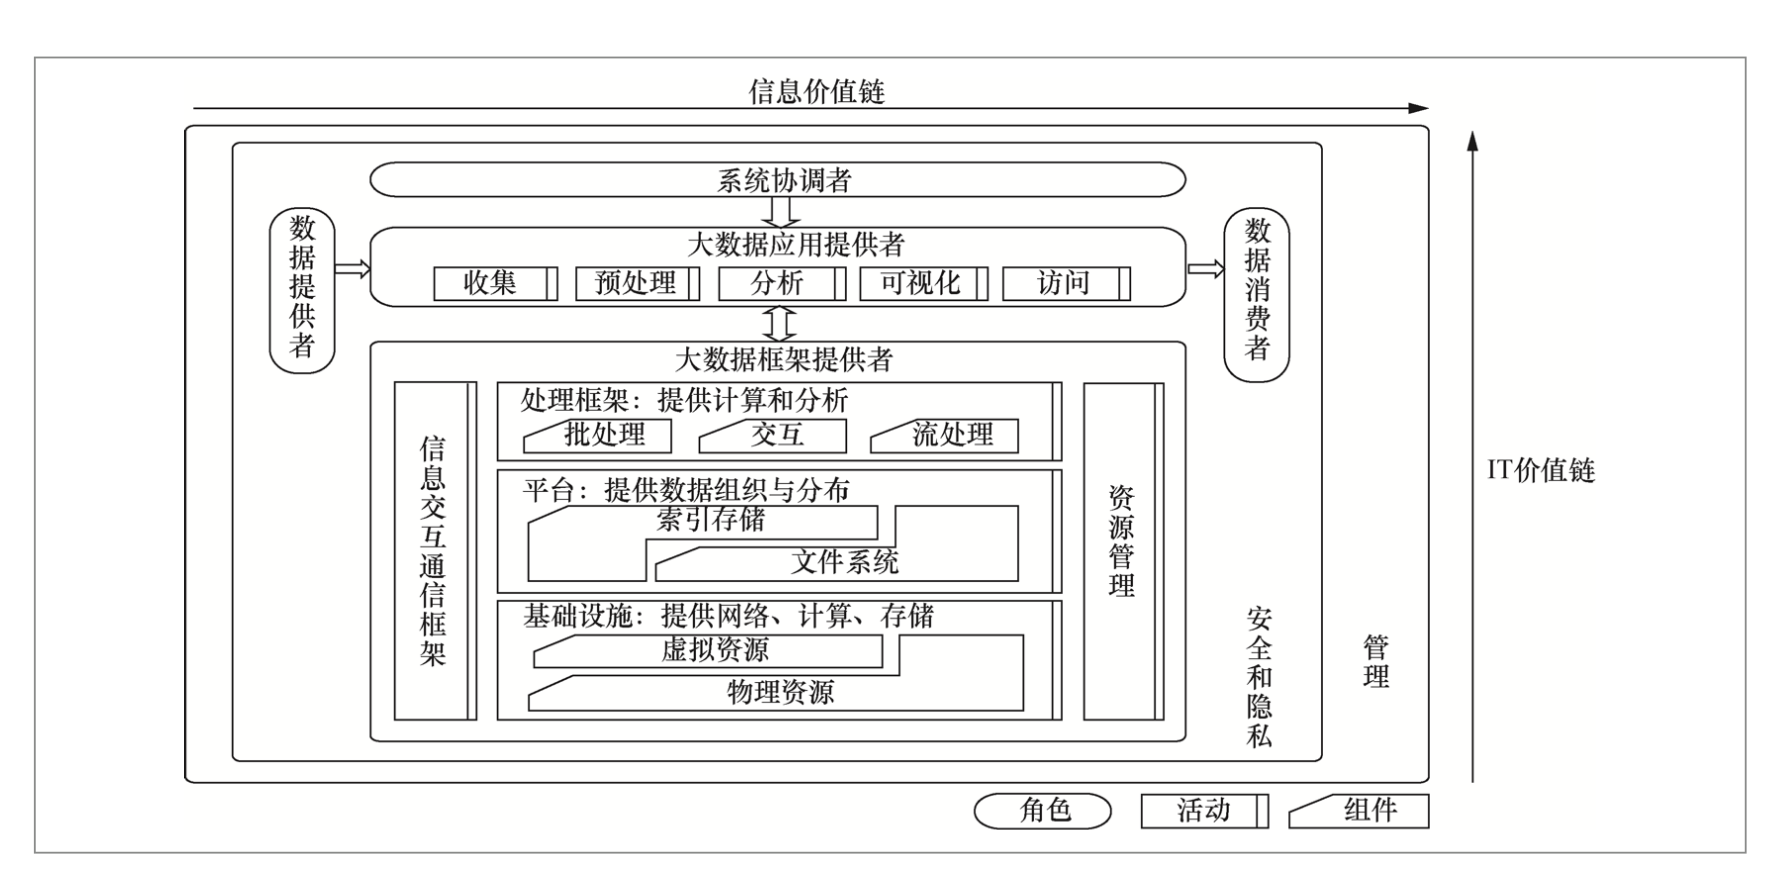 信息价值链
系统协调者
数据提供者
大数据应用提供者
收集
预处理
分析
可视化
访问
数据消费者
大数据框架提供者
信息交互通信框架
处理框架：提供计算和分析
批处理
交互
流处理
平台：提供数据组织与分布
索引存储
文件系统
基础设施：提供网络、计算、存储
虚拟资源
物理资源
资源管理
安全和隐私
管理
IT价值链
角色
活动
组件